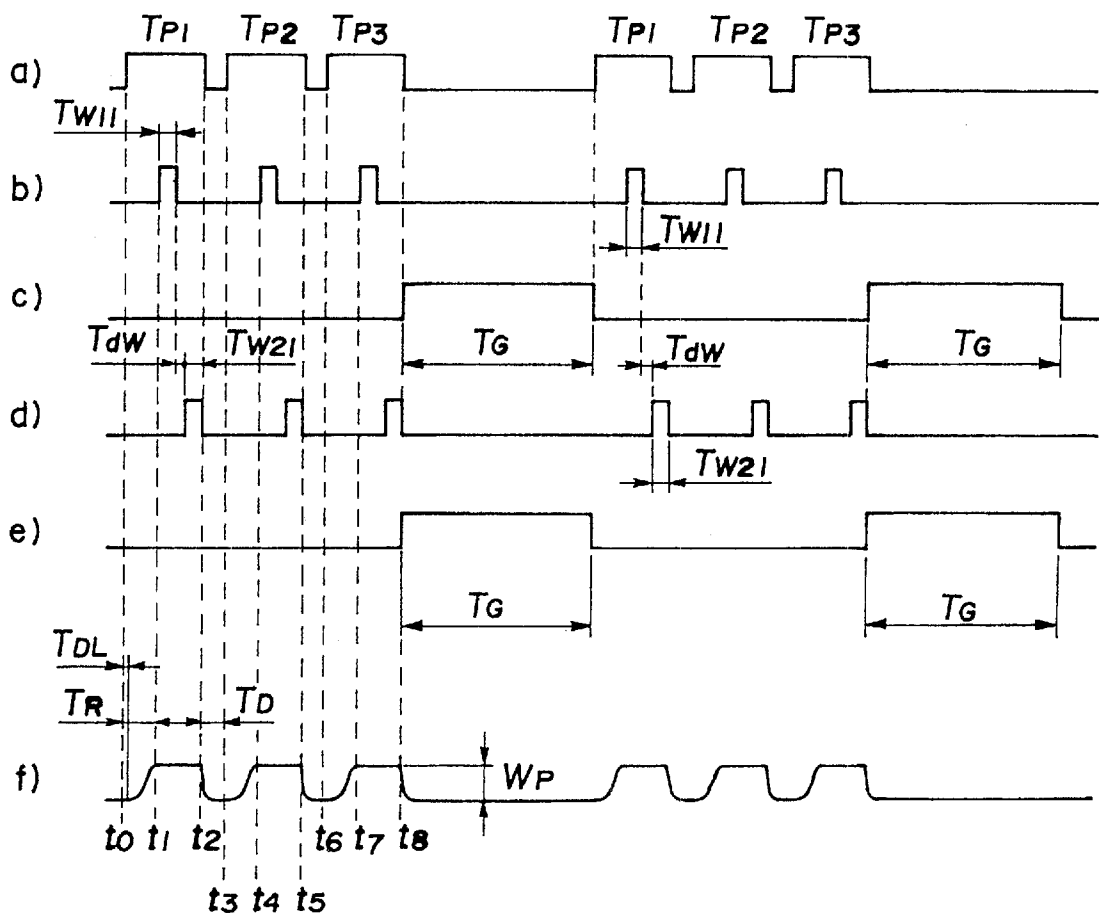 TP1 TP2 TP3 TP1 TP2 TP3
a)
TW11
b)
TW11
c)
TdW TW21 TG TdW TG
d)
TW21
e)
TG TG
TDL
TR TD
f) WP
t0 t1 t2 t6 t7 t8
t3 t4 t5